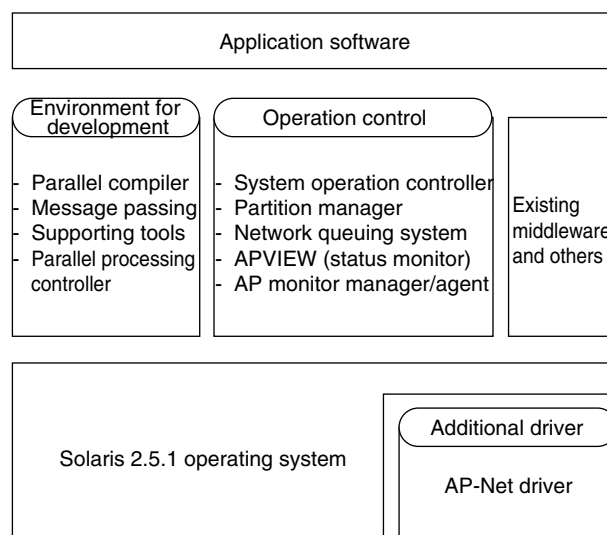 Application software
Environment for
development
- Parallel compiler
- Message passing
- Supporting tools
- Parallel processing
controller
Operation control
- System operation controller
- Partition manager
- Network queuing system
- APVIEW (status monitor)
- AP monitor manager/agent
Existing
middleware
and others
Solaris 2.5.1 operating system
Additional driver
AP-Net driver